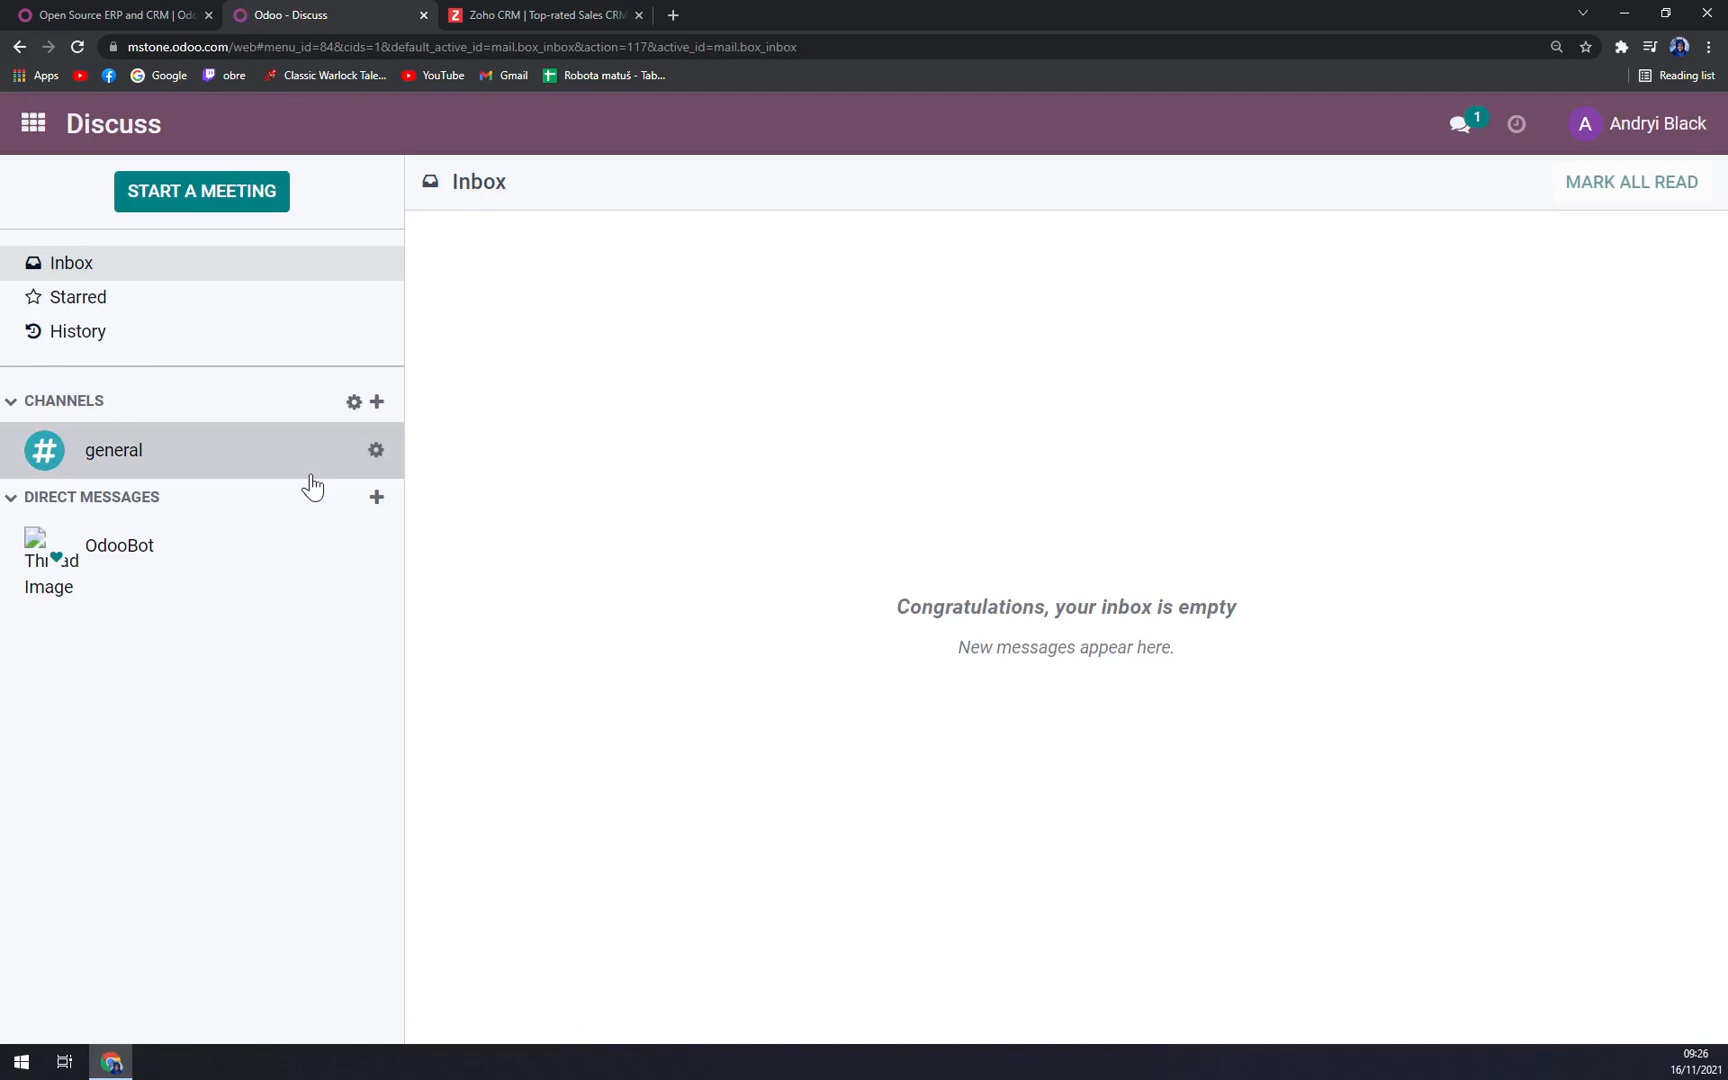 Open Source ERP and CRM | Odo
Odoo - Discuss
Zoho CRM | Top-rated Sales CRM
mstone.odoo.com/web#menu_id=84&cids=1&default_active_id=mail.box_inbox&action=117&active_id=mail.box_inbox
Apps
Google
obre
Classic Warlock Tale...
YouTube
Gmail
Robota matuš - Tab...
Reading list
Discuss
1
A
Andryi Black
START A MEETING
Inbox
MARK ALL READ
Inbox
Starred
History
CHANNELS
general
DIRECT MESSAGES
OdooBot
Image
Congratulations, your inbox is empty
New messages appear here.
09:26
16/11/2021